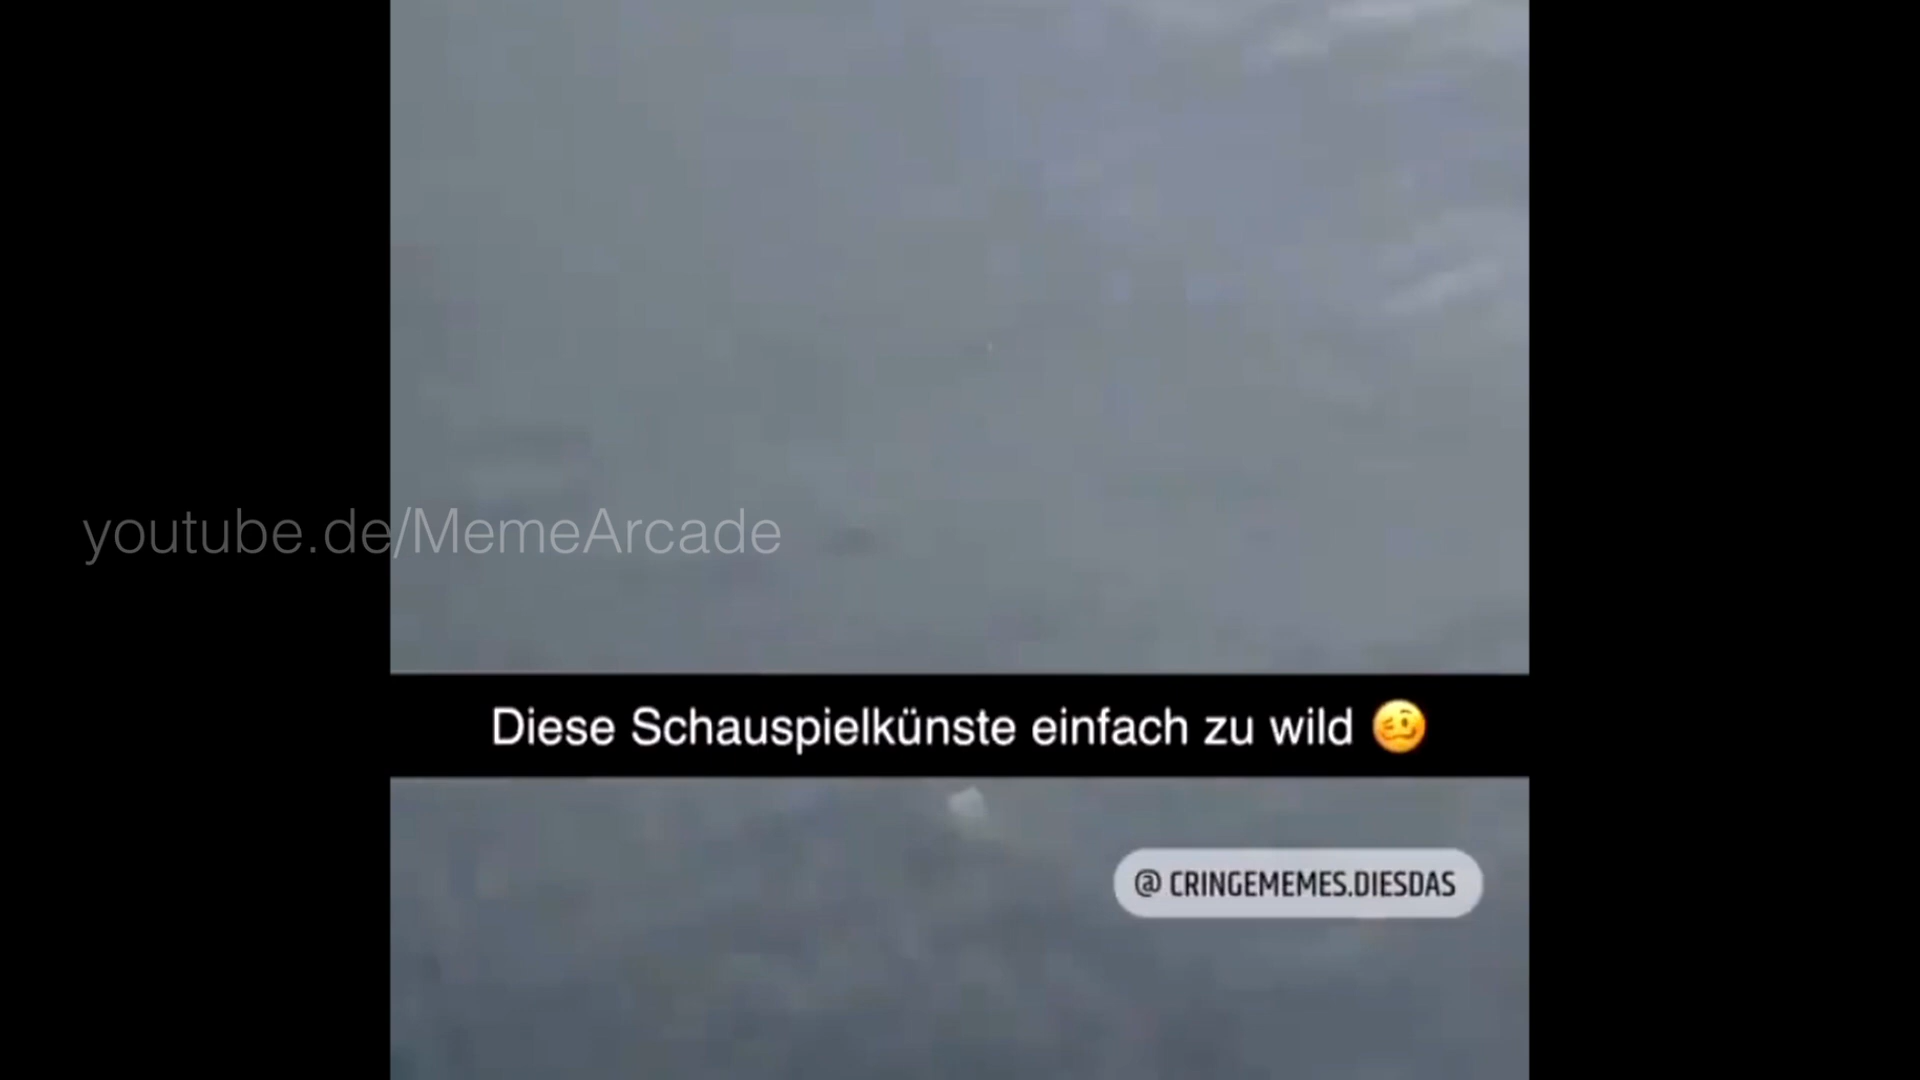 youtube.de/MemeArcade
Diese Schauspielkünste einfach zu wild 🥴
@ CRINGEMEMES.DIESDAS